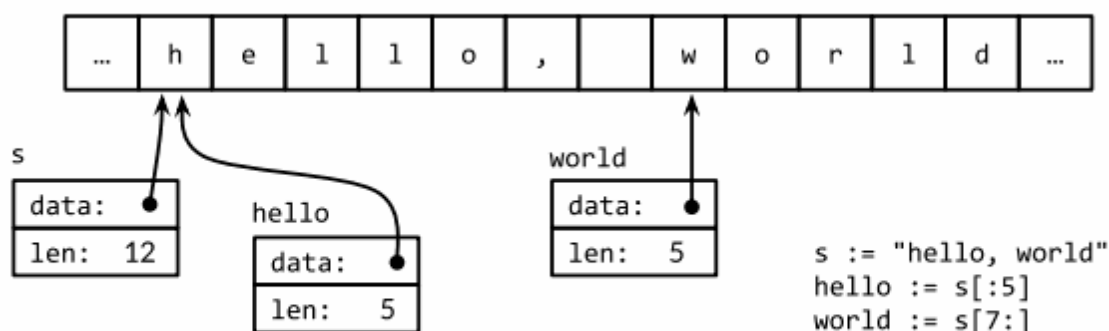 … h e l l o , w o r l d …
s
data:
len: 12
hello
data:
len: 5
world
data:
len: 5
s := "hello, world"
hello := s[:5]
world := s[7:]